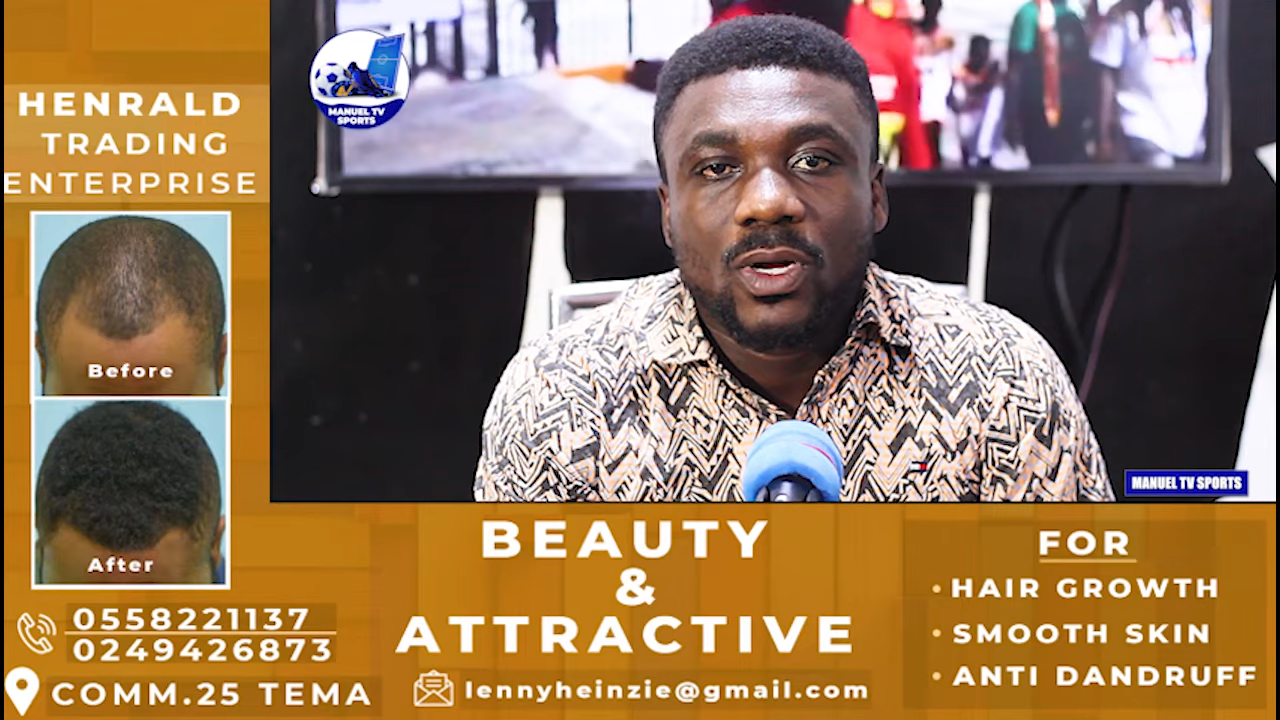 HENRALD
TRADING
ENTERPRISE
MANUEL TV
SPORTS
Before
After
0558221137
0249426873
COMM.25 TEMA
BEAUTY
&
ATTRACTIVE
lennyheinzie@gmail.com
MANUEL TV SPORTS
FOR
• HAIR GROWTH
• SMOOTH SKIN
• ANTI DANDRUFF